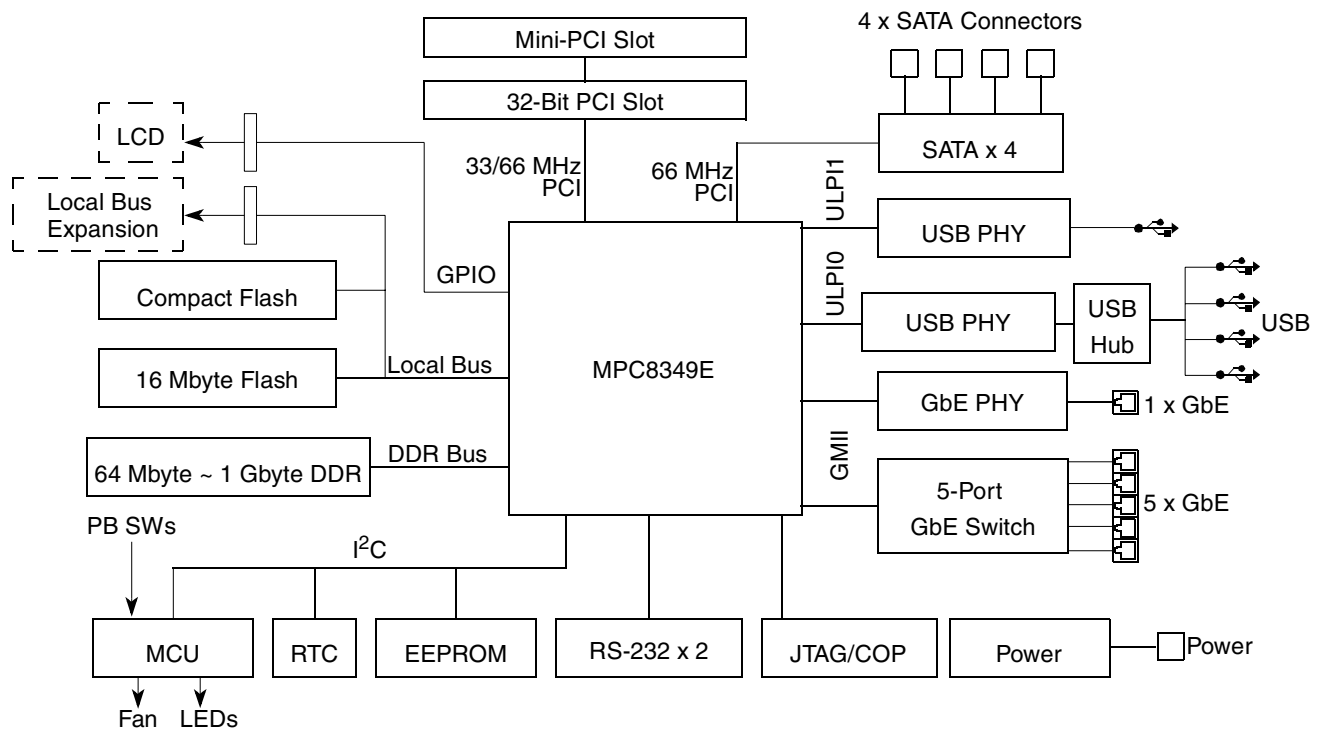 4 x SATA Connectors
Mini-PCI Slot
32-Bit PCI Slot
LCD
33/66 MHz
PCI
66 MHz
PCI
SATA x 4
Local Bus
Expansion
ULPI1
USB PHY
GPIO
Compact Flash
ULPI0
USB PHY
USB
Hub
USB
16 Mbyte Flash
Local Bus
MPC8349E
GbE PHY
1 x GbE
64 Mbyte ~ 1 Gbyte DDR
DDR Bus
GMII
5-Port
GbE Switch
5 x GbE
PB SWs
I²C
MCU
RTC
EEPROM
RS-232 x 2
JTAG/COP
Power
Power
Fan
LEDs